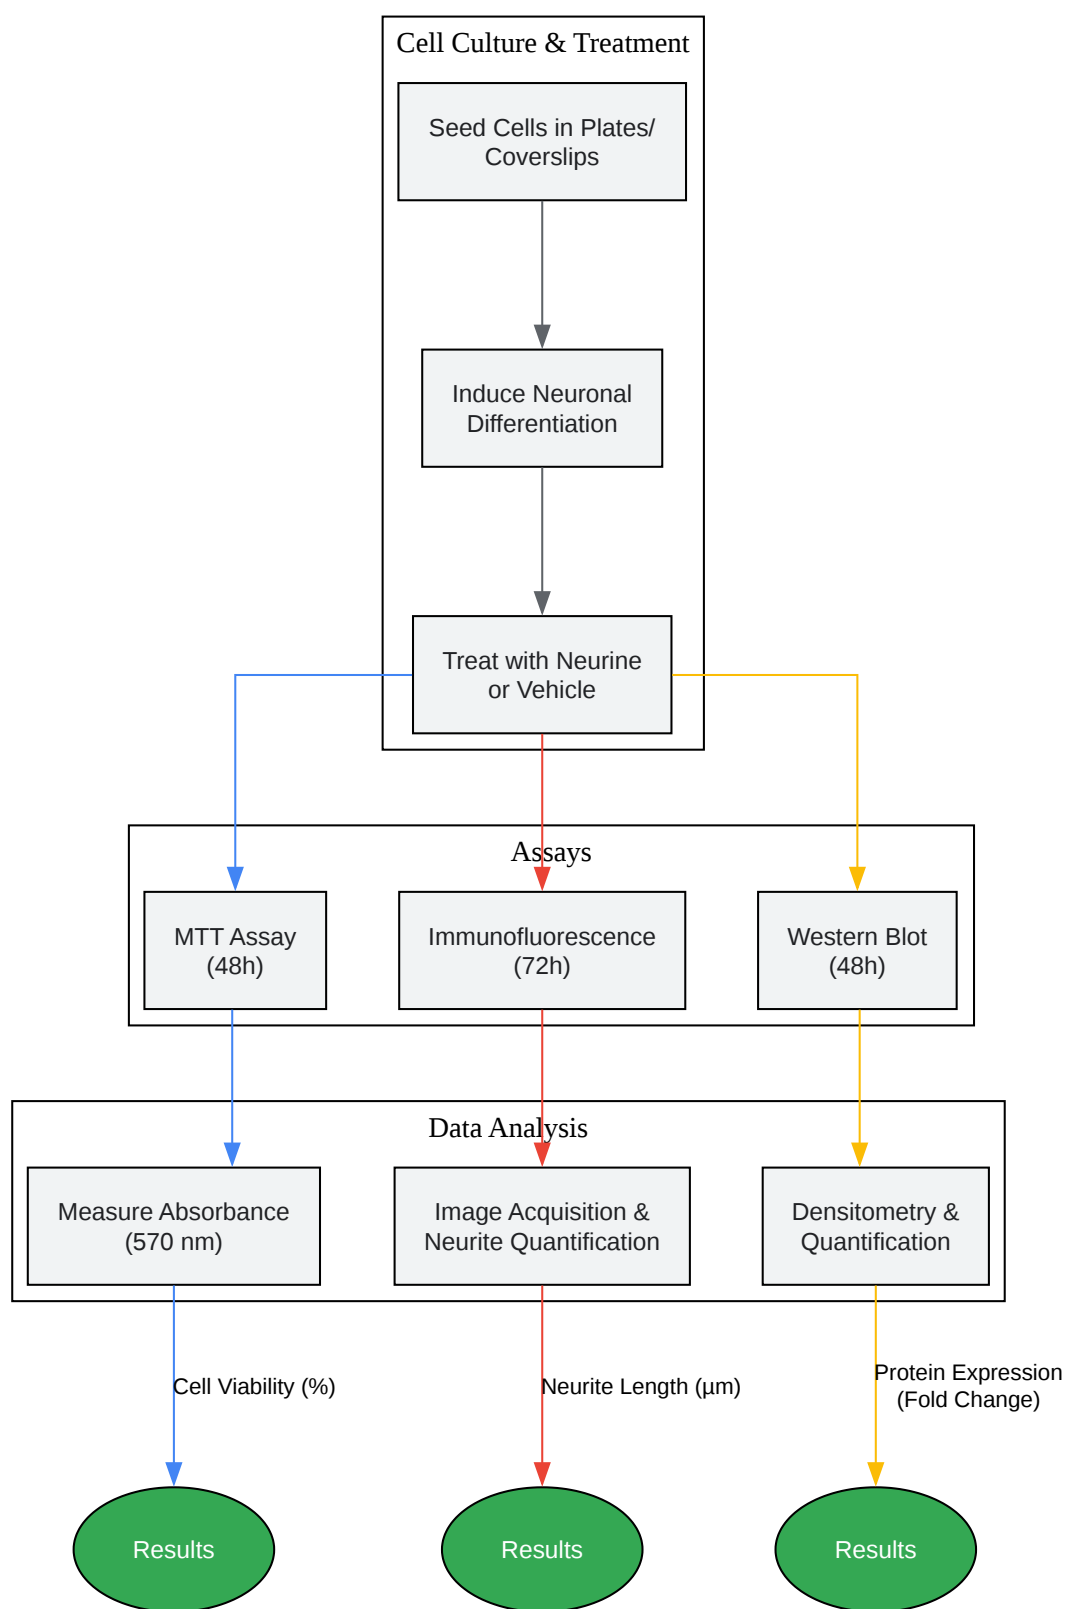 Cell Culture & Treatment
Seed Cells in Plates/
Coverslips
Induce Neuronal
Differentiation
Treat with Neurine
or Vehicle
Assays
MTT Assay
(48h)
Immunofluorescence
(72h)
Western Blot
(48h)
Data Analysis
Measure Absorbance
(570 nm)
Image Acquisition &
Neurite Quantification
Densitometry &
Quantification
Cell Viability (%)
Neurite Length (µm)
Protein Expression
(Fold Change)
Results
Results
Results